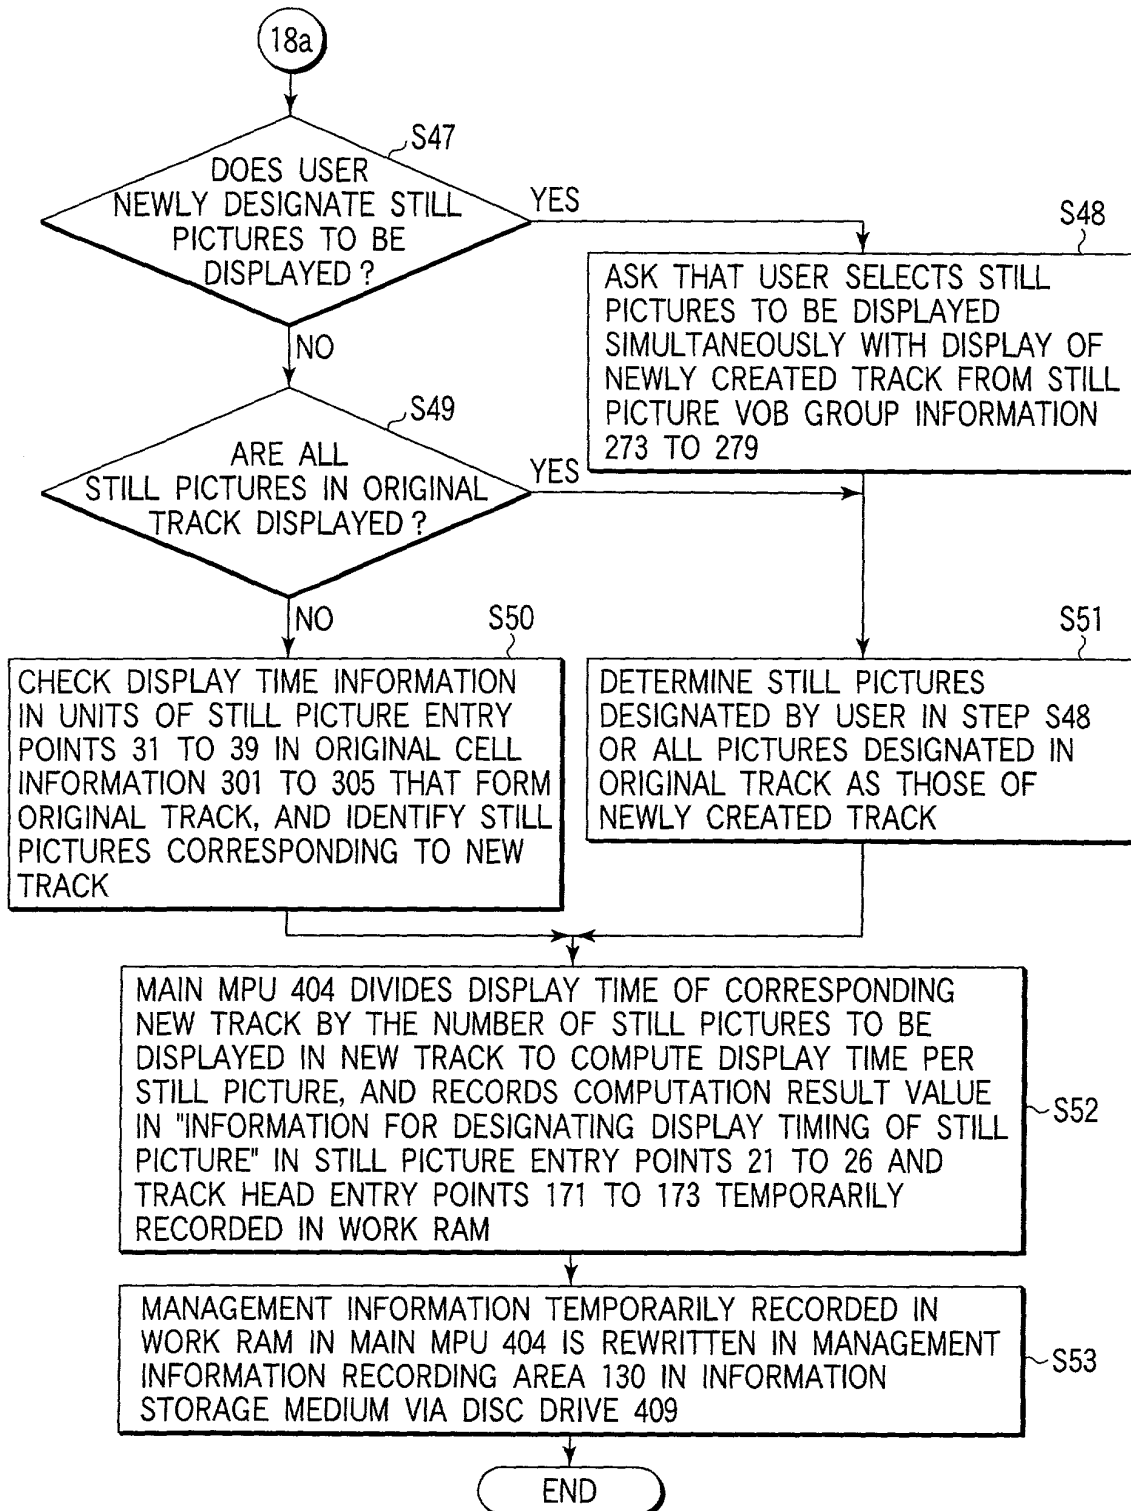 18a
S47
DOES USER
NEWLY DESIGNATE STILL
PICTURES TO BE
DISPLAYED?
YES
NO
S48
ASK THAT USER SELECTS STILL
PICTURES TO BE DISPLAYED
SIMULTANEOUSLY WITH DISPLAY OF
NEWLY CREATED TRACK FROM STILL
PICTURE VOB GROUP INFORMATION
273 TO 279
S49
ARE ALL
STILL PICTURES IN ORIGINAL
TRACK DISPLAYED?
YES
NO
S50
CHECK DISPLAY TIME INFORMATION
IN UNITS OF STILL PICTURE ENTRY
POINTS 31 TO 39 IN ORIGINAL CELL
INFORMATION 301 TO 305 THAT FORM
ORIGINAL TRACK, AND IDENTIFY STILL
PICTURES CORRESPONDING TO NEW
TRACK
S51
DETERMINE STILL PICTURES
DESIGNATED BY USER IN STEP S48
OR ALL PICTURES DESIGNATED IN
ORIGINAL TRACK AS THOSE OF
NEWLY CREATED TRACK
MAIN MPU 404 DIVIDES DISPLAY TIME OF CORRESPONDING
NEW TRACK BY THE NUMBER OF STILL PICTURES TO BE
DISPLAYED IN NEW TRACK TO COMPUTE DISPLAY TIME PER
STILL PICTURE, AND RECORDS COMPUTATION RESULT VALUE
IN "INFORMATION FOR DESIGNATING DISPLAY TIMING OF STILL
PICTURE" IN STILL PICTURE ENTRY POINTS 21 TO 26 AND
TRACK HEAD ENTRY POINTS 171 TO 173 TEMPORARILY
RECORDED IN WORK RAM
S52
MANAGEMENT INFORMATION TEMPORARILY RECORDED IN
WORK RAM IN MAIN MPU 404 IS REWRITTEN IN MANAGEMENT
INFORMATION RECORDING AREA 130 IN INFORMATION
STORAGE MEDIUM VIA DISC DRIVE 409
S53
END